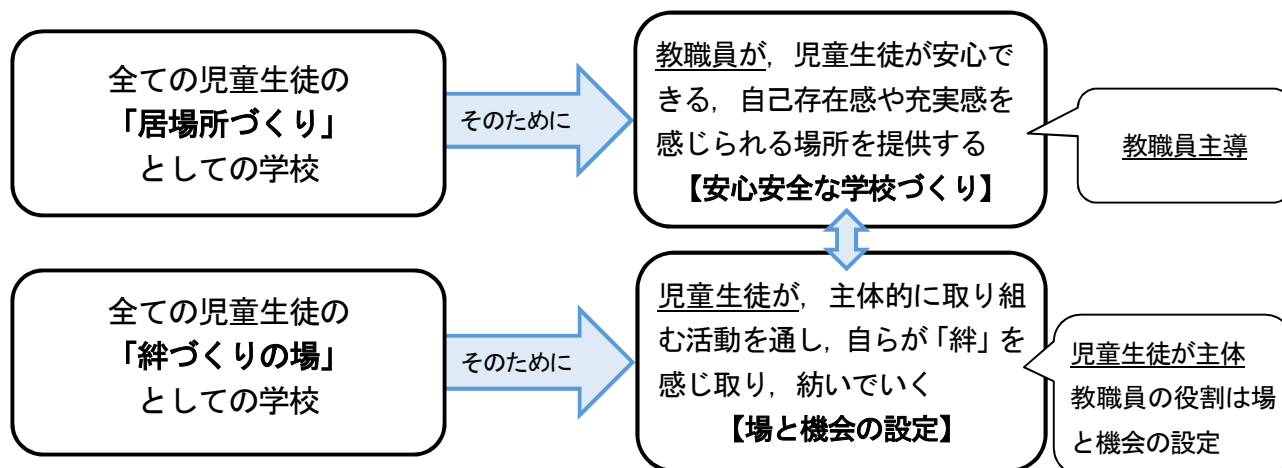 全ての児童生徒の
「居場所づくり」
としての学校
そのために
教職員が，児童生徒が安心で
きる，自己存在感や充実感を
感じられる場所を提供する
【安心安全な学校づくり】
教職員主導
全ての児童生徒の
「絆づくりの場」
としての学校
そのために
児童生徒が，主体的に取り組
む活動を通し，自らが「絆」を
感じ取り，紡いでいく
【場と機会の設定】
児童生徒が主体
教職員の役割は場
と機会の設定